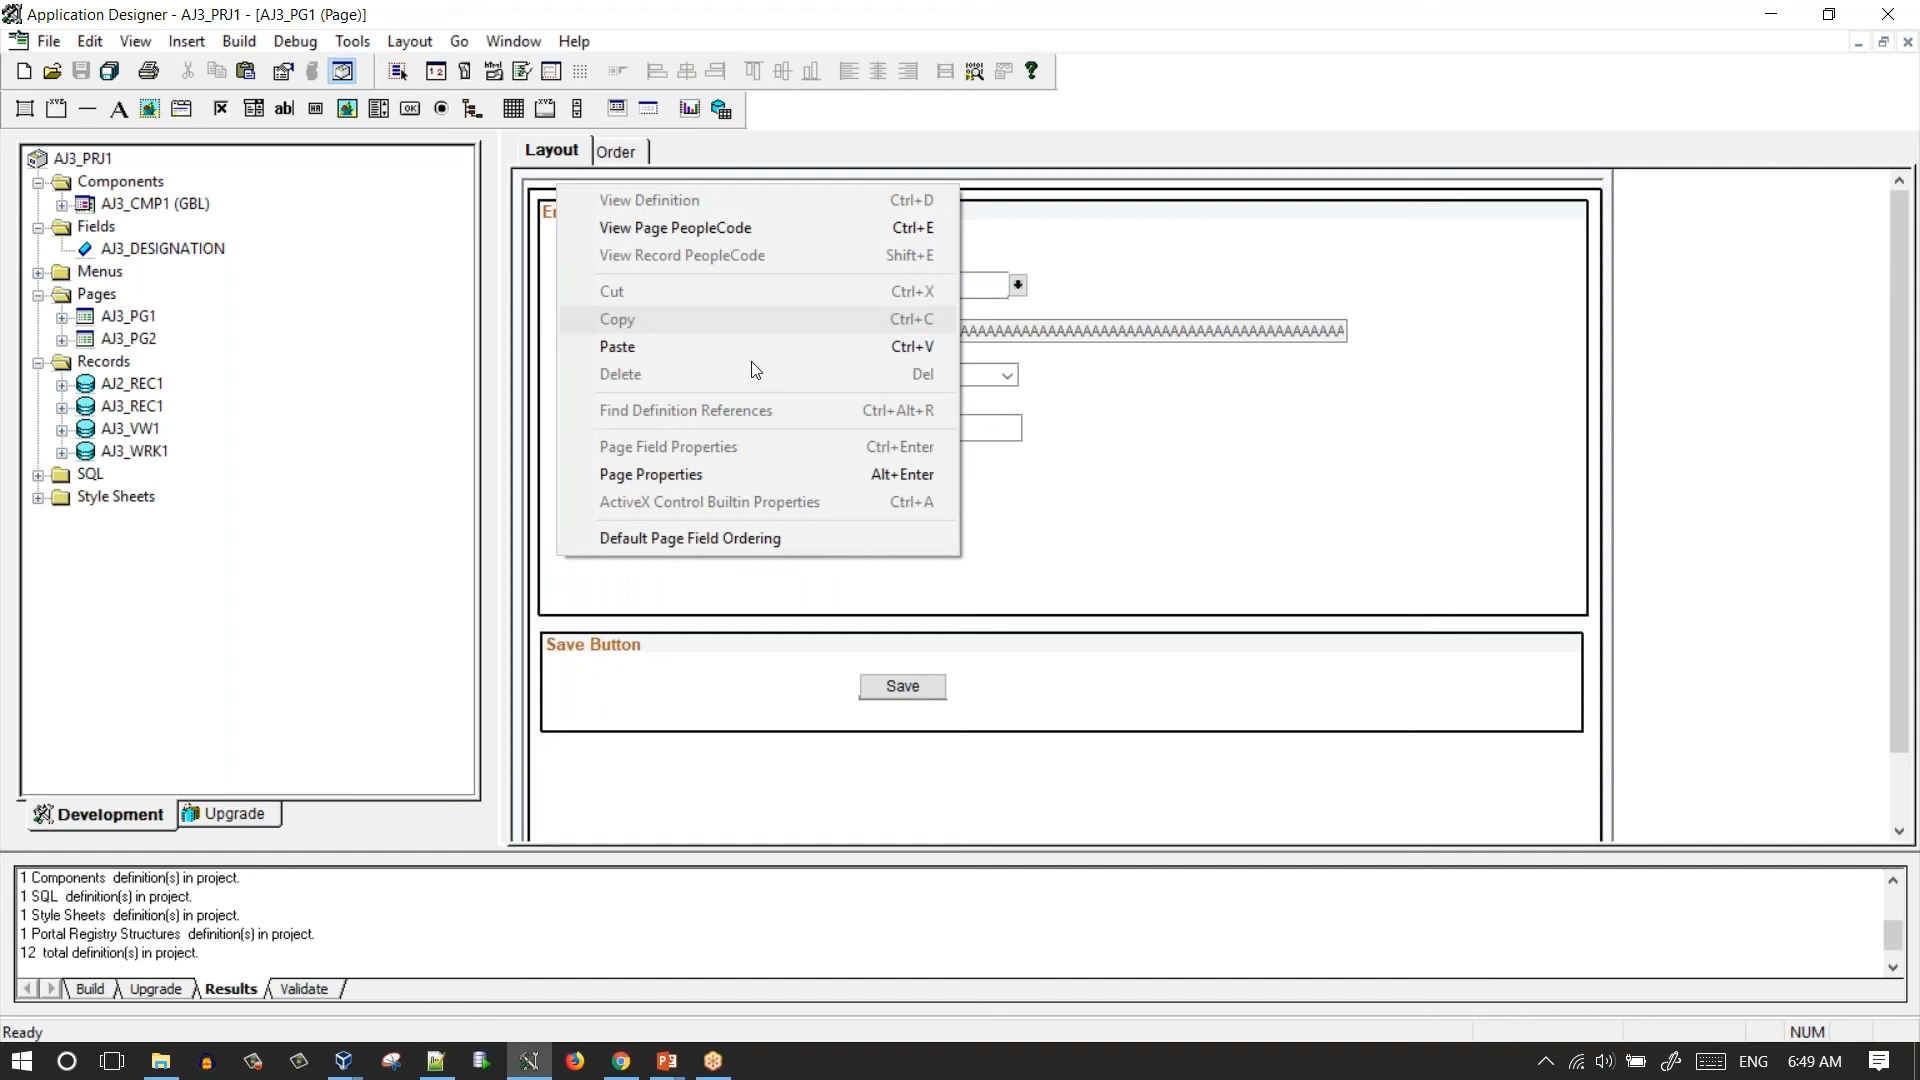 Application Designer - AJ3_PRJ1 - [AJ3_PG1 (Page)]
File Edit View Insert Build Debug Tools Layout Go Window Help
AJ3_PRJ1
Components
AJ3_CMP1 (GBL)
Fields
AJ3_DESIGNATION
Menus
Pages
AJ3_PG1
AJ3_PG2
Records
AJ2_REC1
AJ3_REC1
AJ3_VW1
AJ3_WRK1
SQL
Style Sheets
Development Upgrade
Layout Order
View Definition Ctrl+D
View Page PeopleCode Ctrl+E
View Record PeopleCode Shift+E
Cut Ctrl+X
Copy Ctrl+C
Paste Ctrl+V
Delete Del
Find Definition References Ctrl+Alt+R
Page Field Properties Ctrl+Enter
Page Properties Alt+Enter
ActiveX Control Builtin Properties Ctrl+A
Default Page Field Ordering
Save Button
Save
1 Components definition(s) in project.
1 SQL definition(s) in project.
1 Style Sheets definition(s) in project.
1 Portal Registry Structures definition(s) in project.
12 total definition(s) in project.
Build Upgrade Results Validate
Ready NUM
ENG 6:49 AM